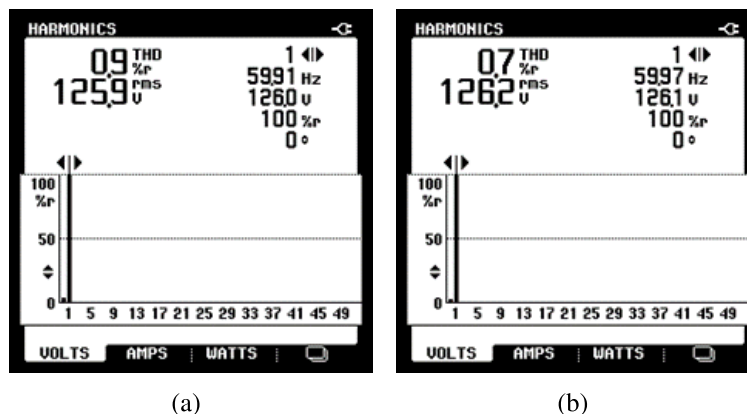 HARMONICS
0.9 THD %r
125.9 rms V
1
59.91 Hz
126.0 V
100 %r
0 °
100
%r
50
0
1 5 9 13 17 21 25 29 33 37 41 45 49
VOLTS AMPS WATTS
(a)
HARMONICS
0.7 THD %r
126.2 rms V
1
59.97 Hz
126.1 V
100 %r
0 °
100
%r
50
0
1 5 9 13 17 21 25 29 33 37 41 45 49
VOLTS AMPS WATTS
(b)